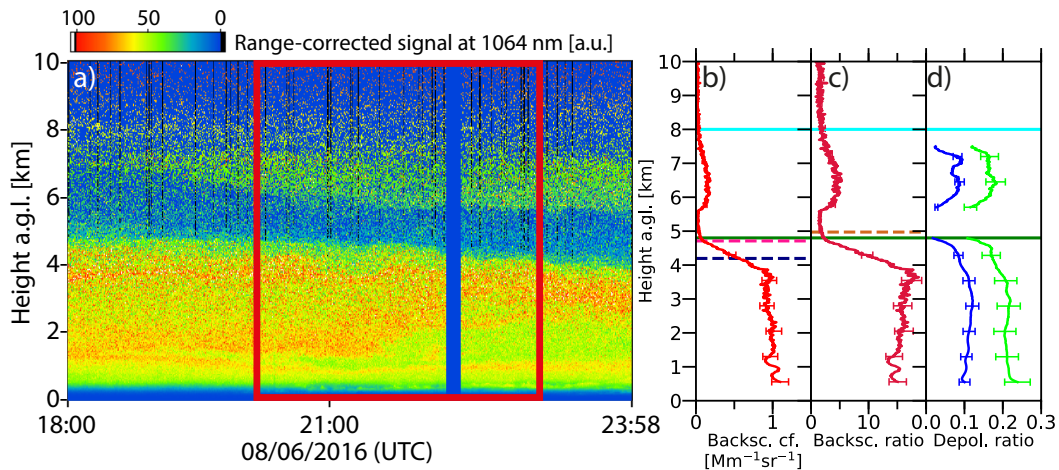 100 50 0
Range-corrected signal at 1064 nm [a.u.]
a) b) c) d)
Height a.g.l. [km]
10
8
6
4
2
0
18:00 21:00 23:58
08/06/2016 (UTC)
Height a.g.l. [km]
10
9
8
7
6
5
4
3
2
1
0
0 1 0 10 0.0 0.1 0.2 0.3
Backsc. cf. Backsc. ratio Depol. ratio
[Mm⁻¹sr⁻¹]